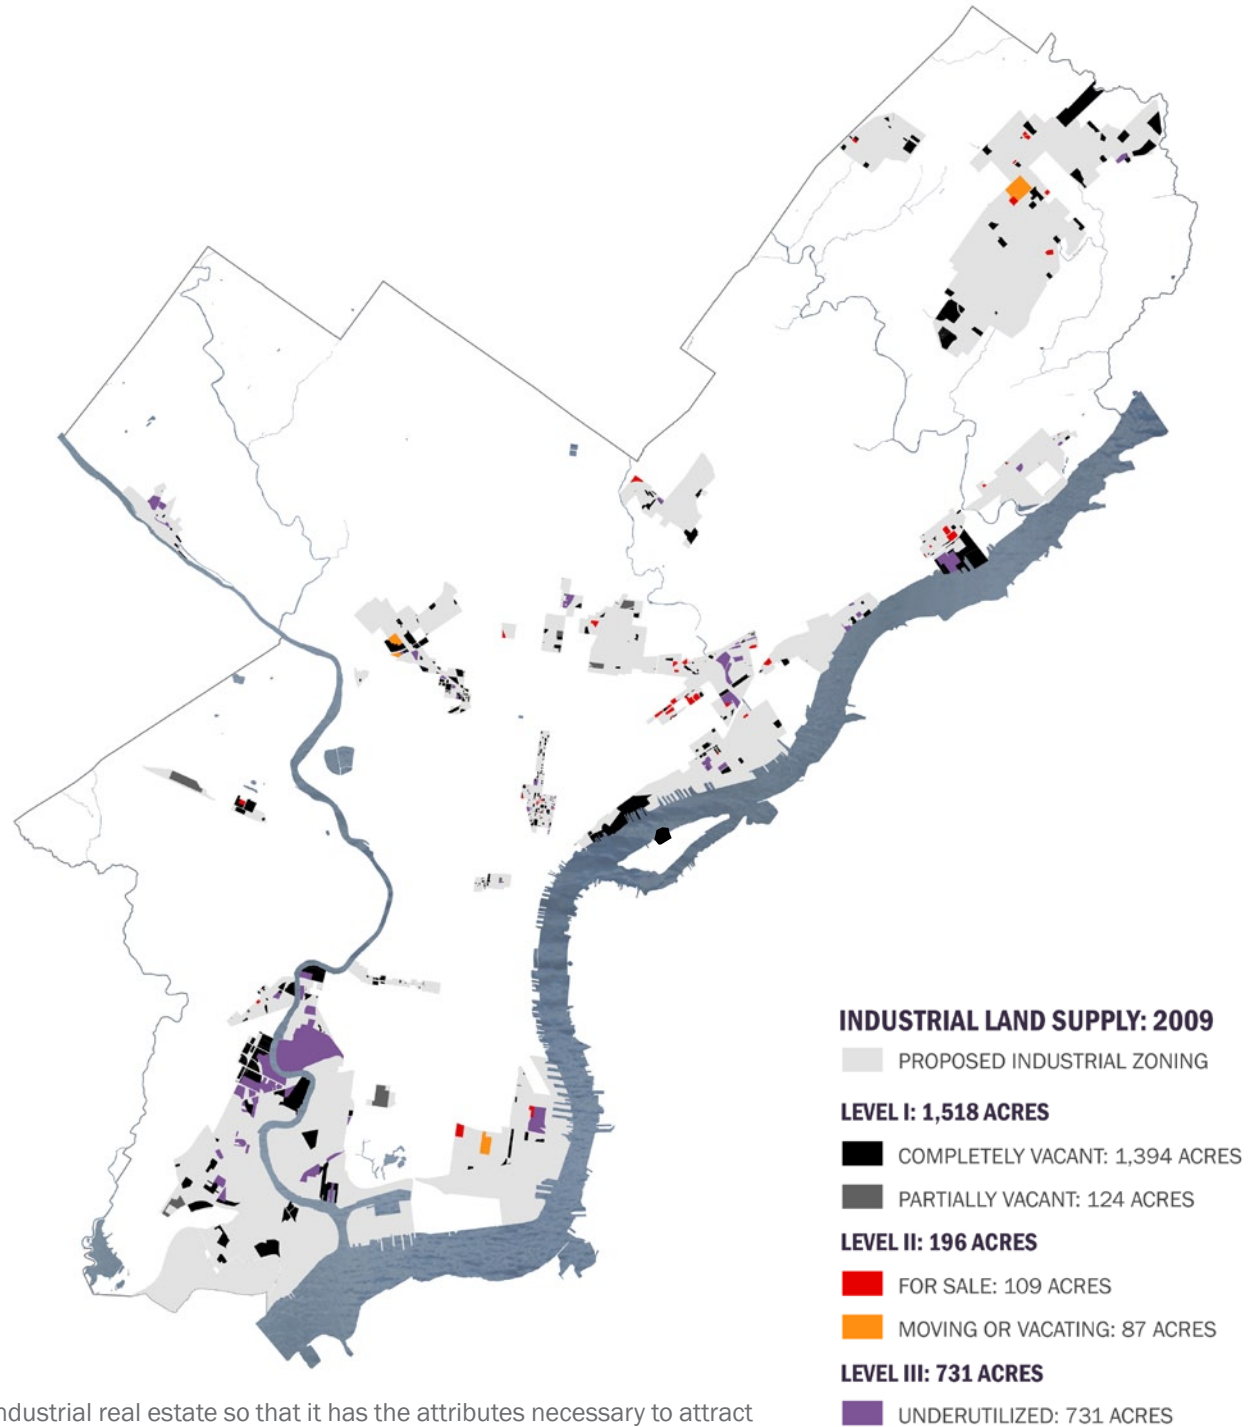 INDUSTRIAL LAND SUPPLY: 2009
PROPOSED INDUSTRIAL ZONING
LEVEL I: 1,518 ACRES
COMPLETELY VACANT: 1,394 ACRES
PARTIALLY VACANT: 124 ACRES
LEVEL II: 196 ACRES
FOR SALE: 109 ACRES
MOVING OR VACATING: 87 ACRES
LEVEL III: 731 ACRES
UNDERUTILIZED: 731 ACRES
ndustrial real estate so that it has the attributes necessary to attract